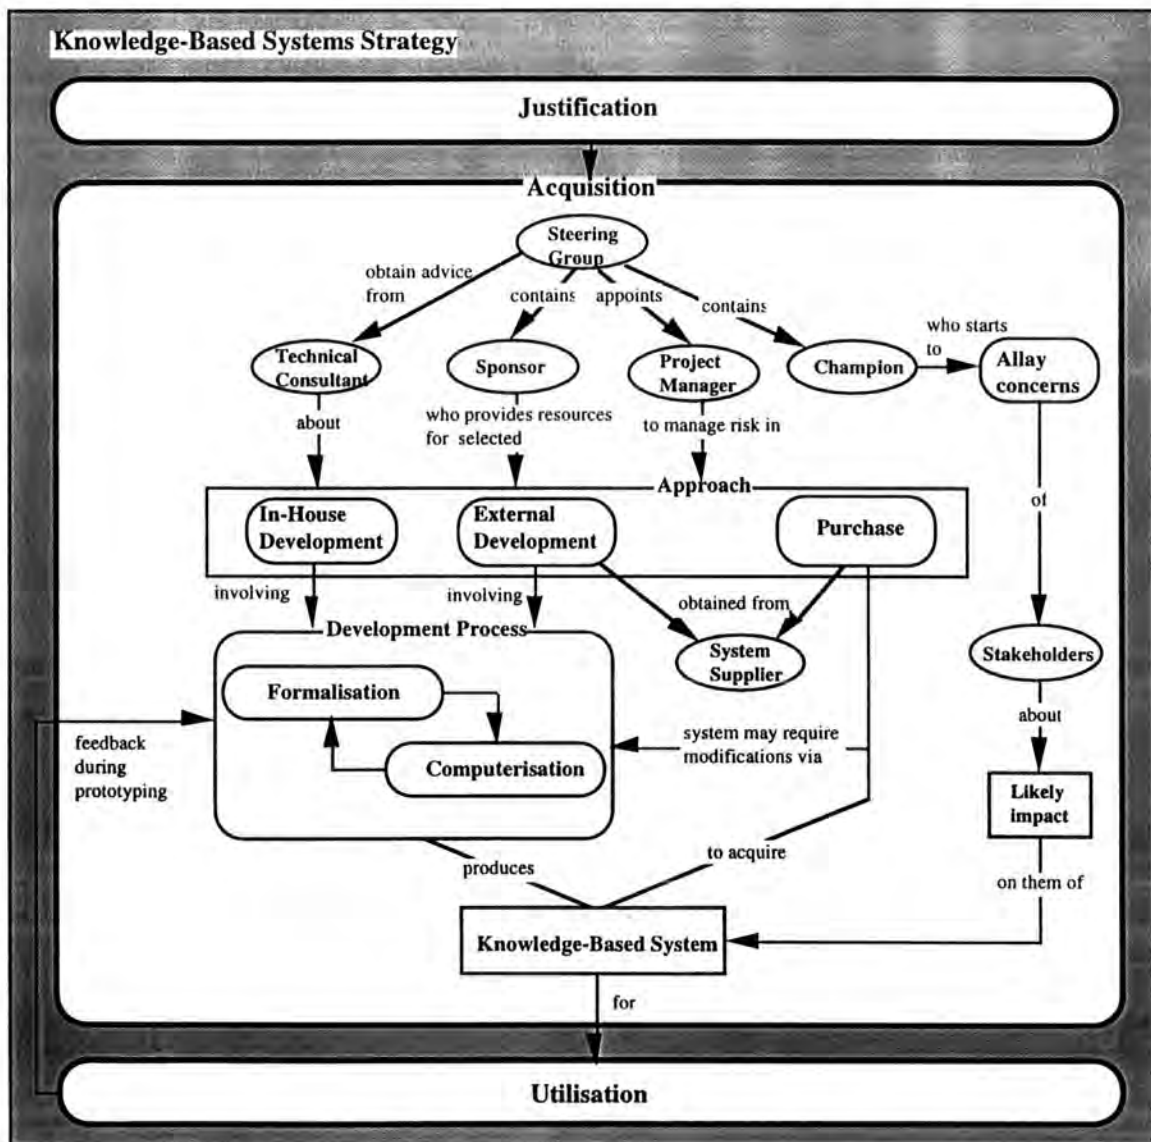 Knowledge-Based Systems Strategy
Justification
Acquisition
Steering
Group
obtain advice
from
contains
appoints
contains
who starts
to
Technical
Consultant
Sponsor
Project
Manager
Champion
Allay
concerns
about
who provides resources
for selected
to manage risk in
of
Approach
In-House
Development
External
Development
Purchase
involving
involving
obtained from
Development Process
System
Supplier
Stakeholders
Formalisation
Computerisation
feedback
during
prototyping
system may require
modifications via
about
Likely
impact
produces
to acquire
on them of
Knowledge-Based System
for
Utilisation